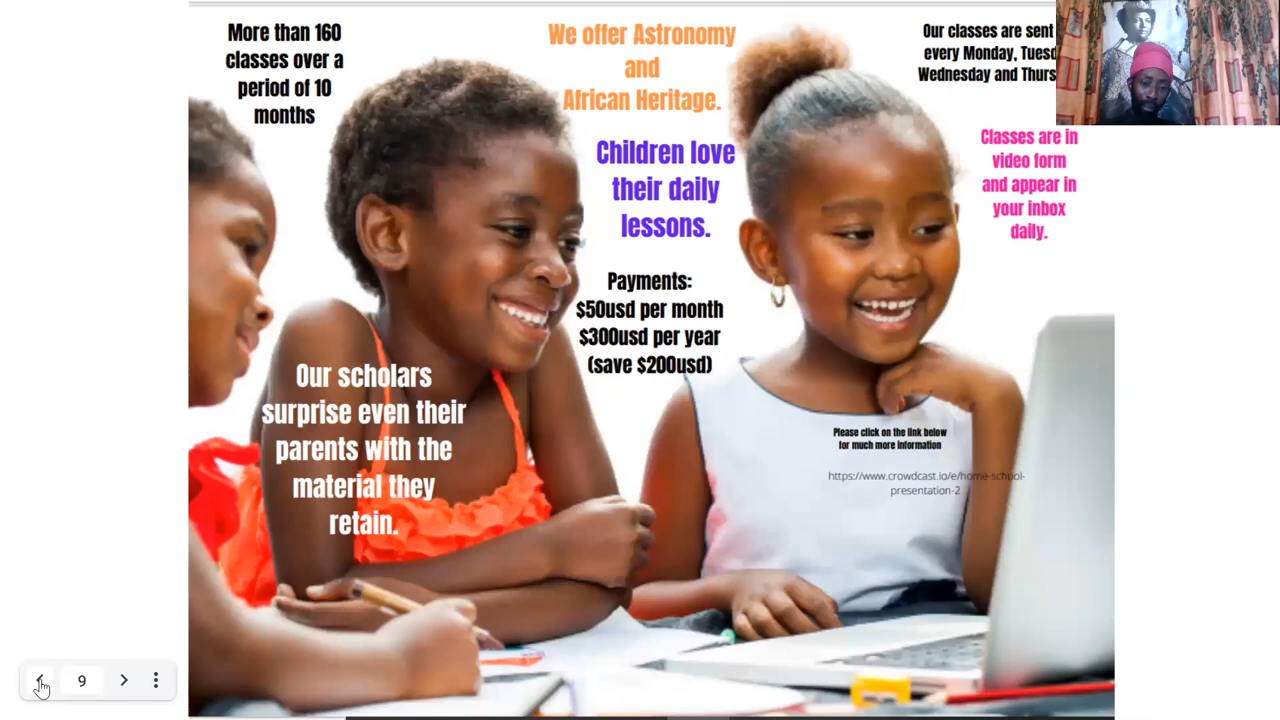 More than 160
classes over a
period of 10
months
We offer Astronomy
and
African Heritage.
Our classes are sent
every Monday,
Wednesday and
Children love
their daily
lessons.
Classes are in
video form
and appear in
your inbox
daily.
Payments:
$50usd per month
$300usd per year
(save $200usd)
Our scholars
surprise even their
parents with the
material they
retain.
Please click on the link below
for much more information
https://www.crowdcast.io/e/home-school-
presentation-2
9